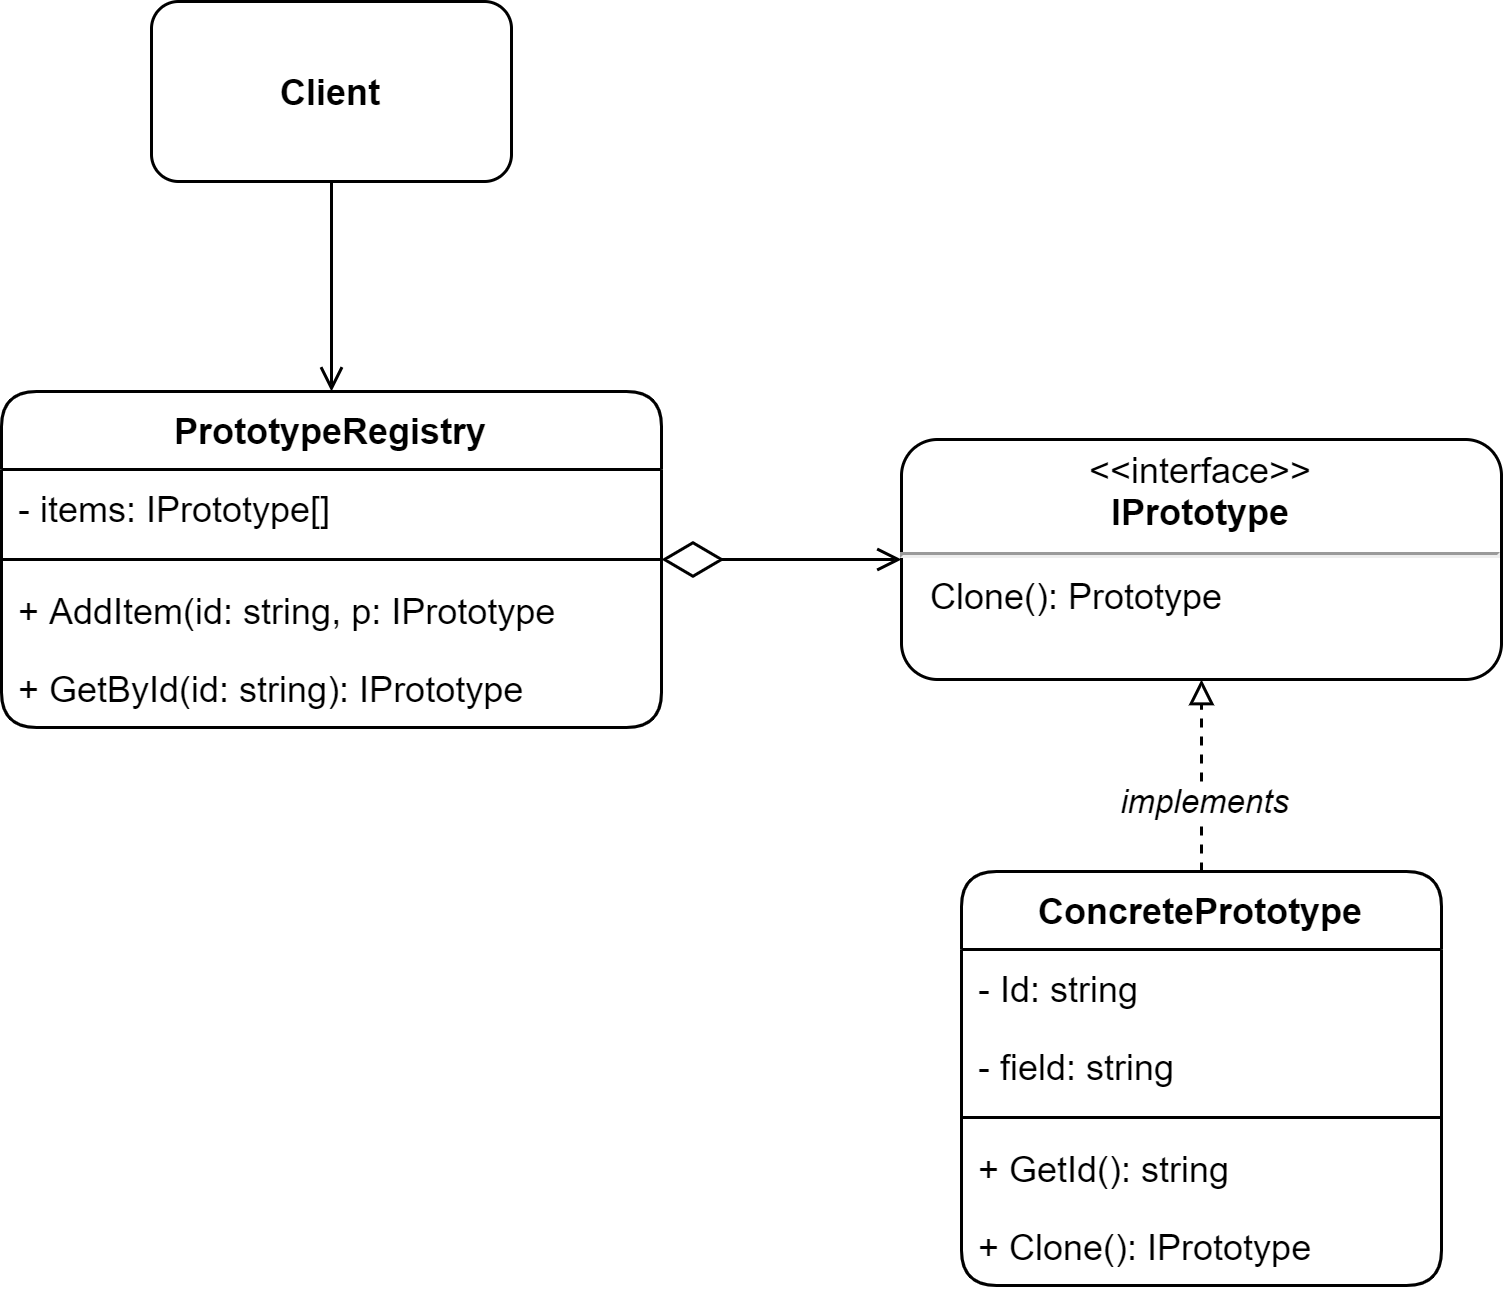 Client
PrototypeRegistry
- items: IPrototype[]
+ AddItem(id: string, p: IPrototype
+ GetById(id: string): IPrototype
<<interface>>
IPrototype
Clone(): Prototype
implements
ConcretePrototype
- Id: string
- field: string
+ GetId(): string
+ Clone(): IPrototype